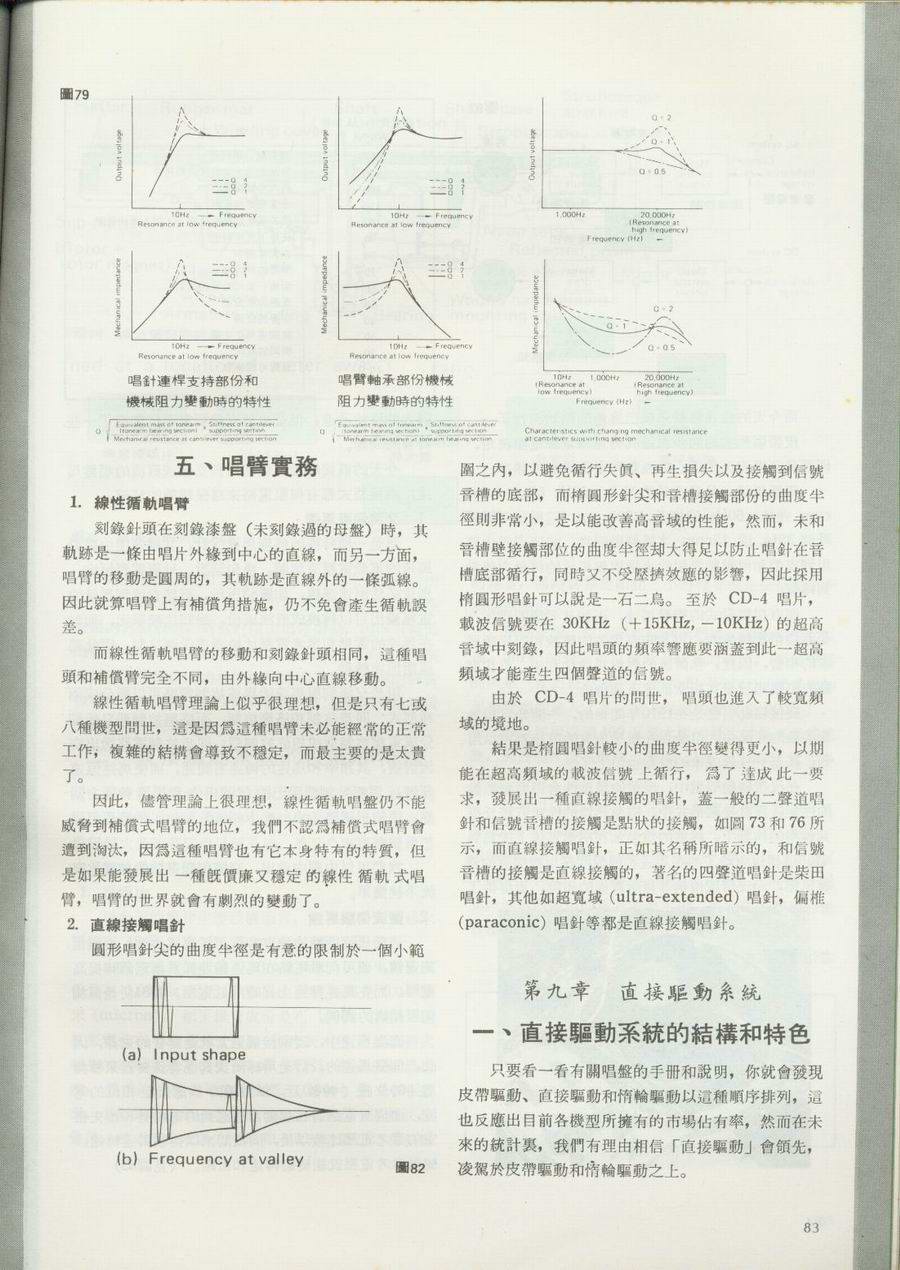 圖79
Output voltage
Q 4
Q 2
Q 1
10Hz → Frequency
Resonance at low frequency
Output voltage
Q 4
Q 2
Q 1
10Hz → Frequency
Resonance at low frequency
Output voltage
Q = 2
Q = 1
Q = 0.5
1,000Hz 20,000Hz
(Resonance at
high frequency)
Frequency (Hz) ←
Mechanical impedance
Q 4
Q 2
Q 1
10Hz → Frequency
Resonance at low frequency
Mechanical impedance
Q 4
Q 2
Q 1
10Hz → Frequency
Resonance at low frequency
Mechanical impedance
Q = 2
Q = 1
Q = 0.5
10Hz 1,000Hz 20,000Hz
(Resonance at low frequency) (Resonance at high frequency)
Frequency (Hz) ←
唱針連桿支持部份和
機械阻力變動時的特性
唱臂軸承部份機械
阻力變動時的特性
Q Equivalent mass of tonearm (tonearm bearing section) × Stiffness of cantilever supporting section
Mechanical resistance at cantilever supporting section
Q Equivalent mass of tonearm (tonearm bearing section) × Stiffness of cantilever supporting section
Mechanical resistance at tonearm bearing section
Characteristics with changing mechanical resistance
at cantilever supporting section
五、唱臂實務
1. 線性循軌唱臂
刻錄針頭在刻錄漆盤（未刻錄過的母盤）時，其
軌跡是一條由唱片外緣到中心的直線，而另一方面，
唱臂的移動是圓周的，其軌跡是直線外的一條弧線。
因此就算唱臂上有補償角措施，仍不免會產生循軌誤
差。
而線性循軌唱臂的移動和刻錄針頭相同，這種唱
頭和補償臂完全不同，由外緣向中心直線移動。
線性循軌唱臂理論上似乎很理想，但是只有七或
八種機型問世，這是因爲這種唱臂未必能經常的正常
工作，複雜的結構會導致不穩定，而最主要的是太貴
了。
因此，儘管理論上很理想，線性循軌唱盤仍不能
威脅到補償式唱臂的地位，我們不認爲補償式唱臂會
遭到淘汰，因爲這種唱臂也有它本身特有的特質，但
是如果能發展出 一種旣價廉又穩定 的線性 循軌 式唱
臂，唱臂的世界就會有劇烈的變動了。
2. 直線接觸唱針
圓形唱針尖的曲度半徑是有意的限制於一個小範
(a) Input shape
(b) Frequency at valley
圖82
圍之內，以避免循行失眞、再生損失以及接觸到信號
音槽的底部，而楕圓形針尖和音槽接觸部份的曲度半
徑則非常小，是以能改善高音域的性能，然而，未和
音槽壁接觸部位的曲度半徑却大得足以防止唱針在音
槽底部循行，同時又不受壓擠效應的影響，因此採用
楕圓形唱針可以說是一石二鳥。 至於 CD-4 唱片，
載波信號要在 30KHz （＋15KHz, －10KHz）的超高
音域中刻錄，因此唱頭的頻率響應要涵蓋到此一超高
頻域才能產生四個聲道的信號。
由於 CD-4 唱片的問世， 唱頭也進入了較寬頻
域的境地。
結果是楕圓唱針較小的曲度半徑變得更小，以期
能在超高頻域的載波信號 上循行， 爲了 達成 此一要
求，發展出一種直線接觸的唱針，蓋一般的二聲道唱
針和信號音槽的接觸是點狀的接觸，如圖 73 和 76 所
示，而直線接觸唱針，正如其名稱所暗示的，和信號
音槽的接觸是直線接觸的，著名的四聲道唱針是柴田
唱針，其他如超寬域 (ultra-extended) 唱針，偏椎
(paraconic) 唱針等都是直線接觸唱針。
第九章 直接驅動系統
一、直接驅動系統的結構和特色
只要看一看有關唱盤的手冊和說明，你就會發現
皮帶驅動、直接驅動和惰輪驅動以這種順序排列，這
也反應出目前各機型所擁有的市場佔有率，然而在未
來的統計裏，我們有理由相信「直接驅動」會領先，
凌駕於皮帶驅動和惰輪驅動之上。
83